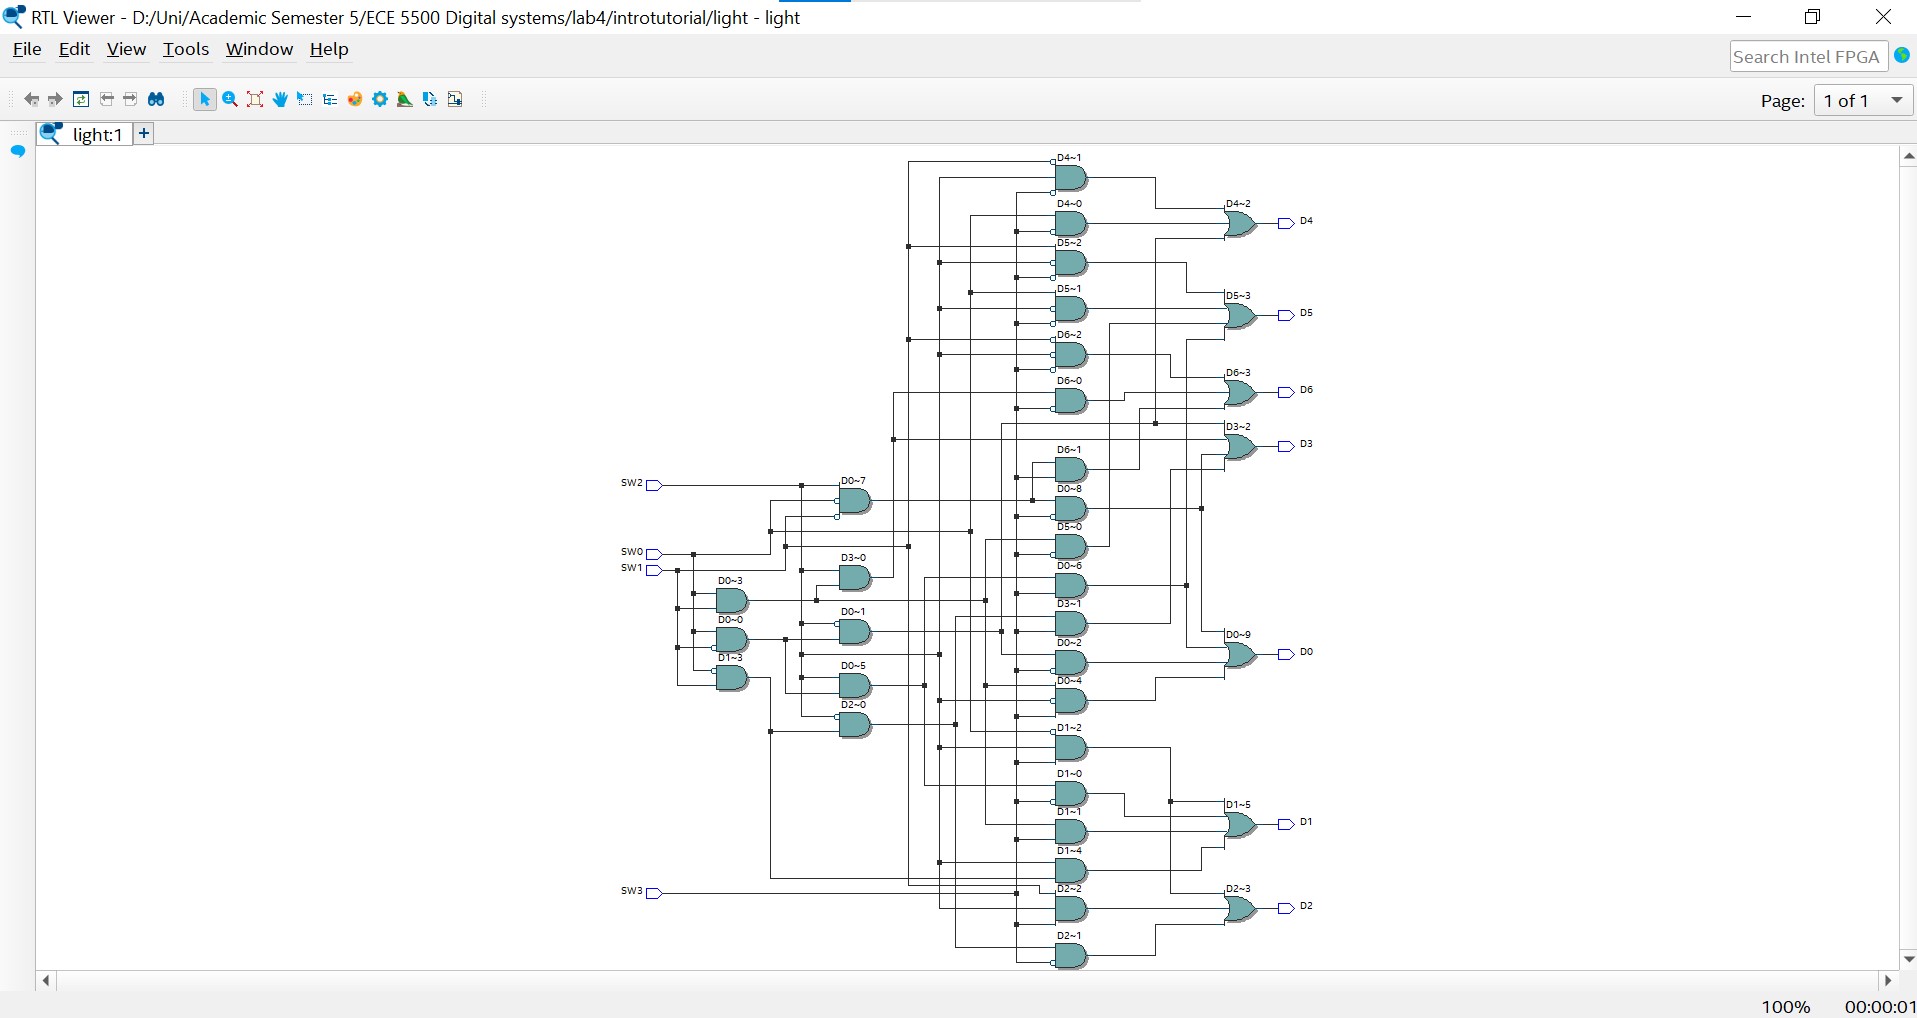 RTL Viewer - D:/Uni/Academic Semester 5/ECE 5500 Digital systems/lab4/introtutorial/light - light
File Edit View Tools Window Help
Search Intel FPGA
Page: 1 of 1
light:1 +
D4~1
D4~0
D4~2
D4
D5~2
D5~1
D5~3
D5
D6~2
D6~0
D6~3
D6
D3~2
D3
D6~1
SW2
D0~7
D0~8
D5~0
SW0
D3~0
SW1
D0~6
D0~3
D3~1
D0~1
D0~0
D0~2
D0~9
D0
D1~3
D0~5
D0~4
D2~0
D1~2
D1~0
D1~5
D1~1
D1
D1~4
SW3
D2~2
D2~3
D2
D2~1
100% 00:00:01